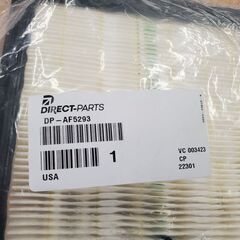 DIRECT-PARTS
DP-AF5293
1
VC 003423
CP
22301
USA